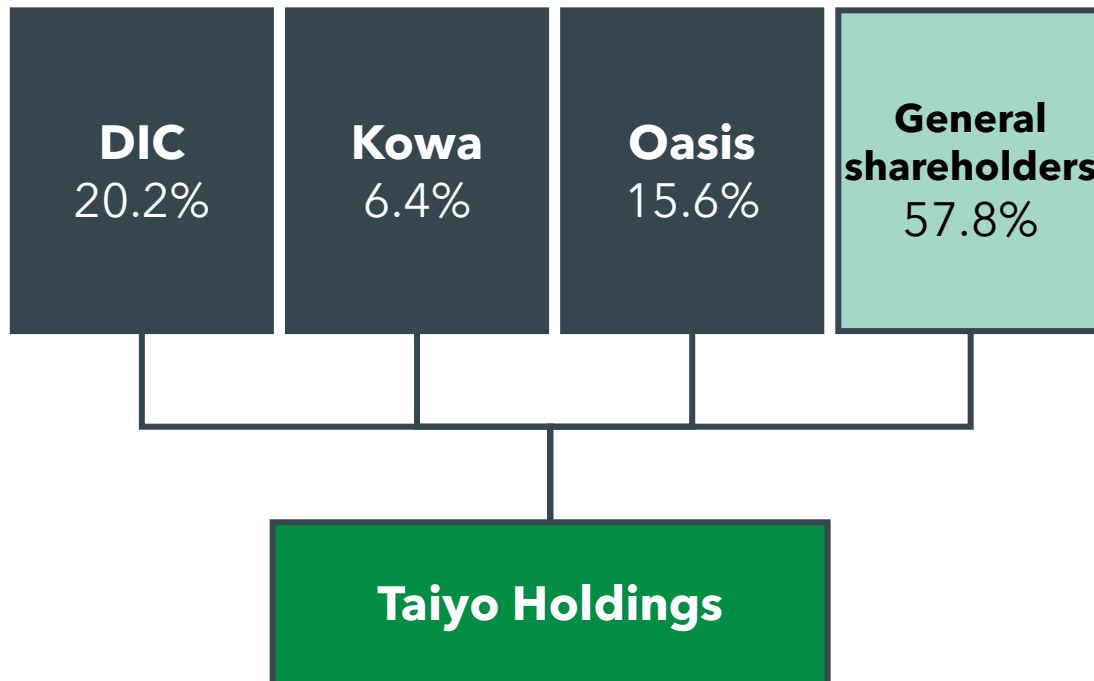 DIC
20.2%
Kowa
6.4%
Oasis
15.6%
General
shareholders
57.8%
Taiyo Holdings